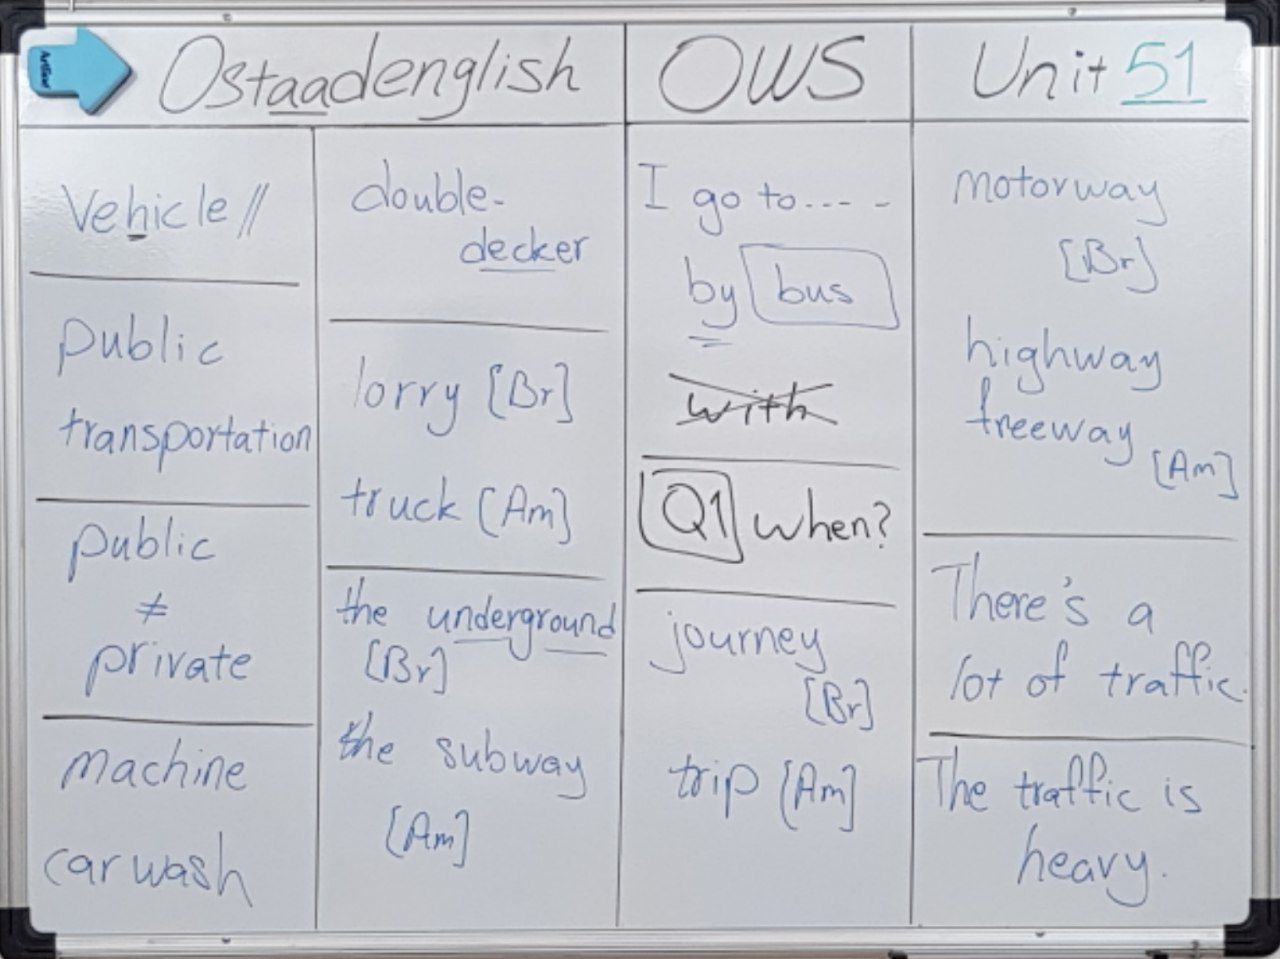 Ostaadenglish
OWS
Unit 51
Vehicle //
public
transportation
public
≠
private
machine
car wash
double-
decker
lorry [Br]
truck [Am]
the underground
[Br]
the subway
[Am]
I go to.....
by bus
with
Q1 when?
journey
[Br]
trip [Am]
motorway
[Br]
highway
freeway
[Am]
There's a
lot of traffic.
The traffic is
heavy.